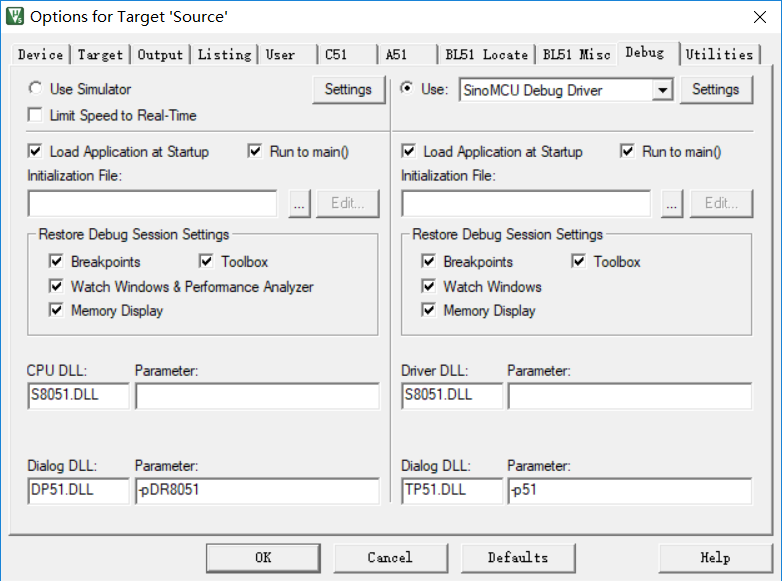 Options for Target 'Source'
Device Target Output Listing User C51 A51 BL51 Locate BL51 Misc Debug Utilities
Use Simulator Settings
Limit Speed to Real-Time
Load Application at Startup Run to main()
Initialization File:
... Edit...
Restore Debug Session Settings
Breakpoints Toolbox
Watch Windows & Performance Analyzer
Memory Display
CPU DLL: Parameter:
S8051.DLL
Dialog DLL: Parameter:
DP51.DLL -pDR8051
Use: SinoMCU Debug Driver Settings
Load Application at Startup Run to main()
Initialization File:
... Edit...
Restore Debug Session Settings
Breakpoints Toolbox
Watch Windows
Memory Display
Driver DLL: Parameter:
S8051.DLL
Dialog DLL: Parameter:
TP51.DLL -p51
OK Cancel Defaults Help